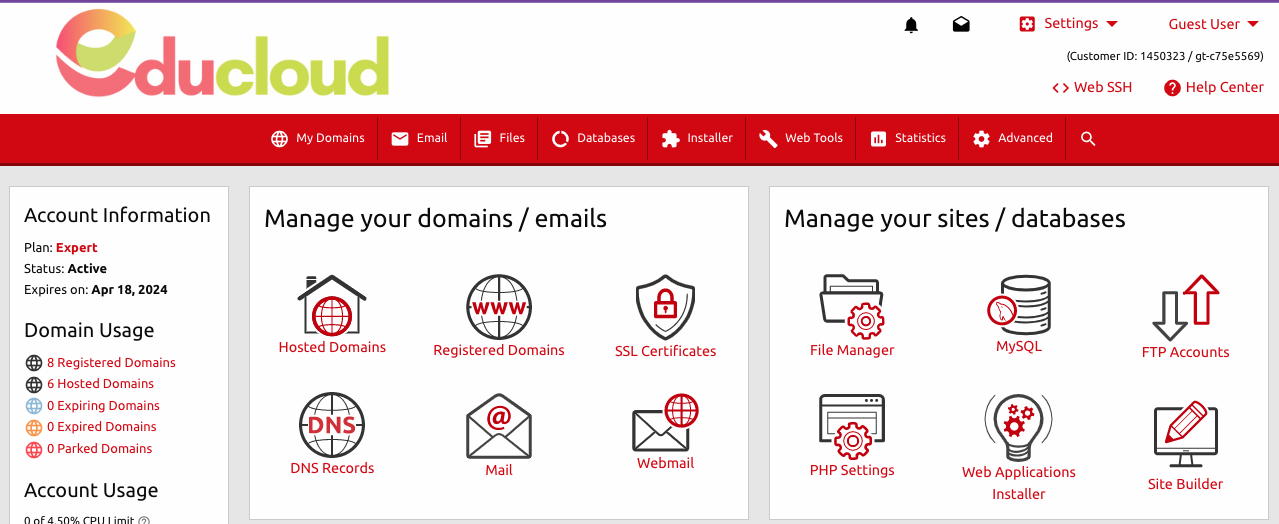 educloud
Settings
Guest User
(Customer ID: 1450323 / gt-c75e5569)
Web SSH
Help Center
My Domains
Email
Files
Databases
Installer
Web Tools
Statistics
Advanced
Account Information
Plan: Expert
Status: Active
Expires on: Apr 18, 2024
Domain Usage
8 Registered Domains
6 Hosted Domains
0 Expiring Domains
0 Expired Domains
0 Parked Domains
Account Usage
0 of 4.50% CPU Limit
Manage your domains / emails
Hosted Domains
WWW
Registered Domains
SSL Certificates
DNS
DNS Records
@
Mail
Webmail
Manage your sites / databases
File Manager
MySQL
FTP Accounts
PHP Settings
Web Applications
Installer
Site Builder